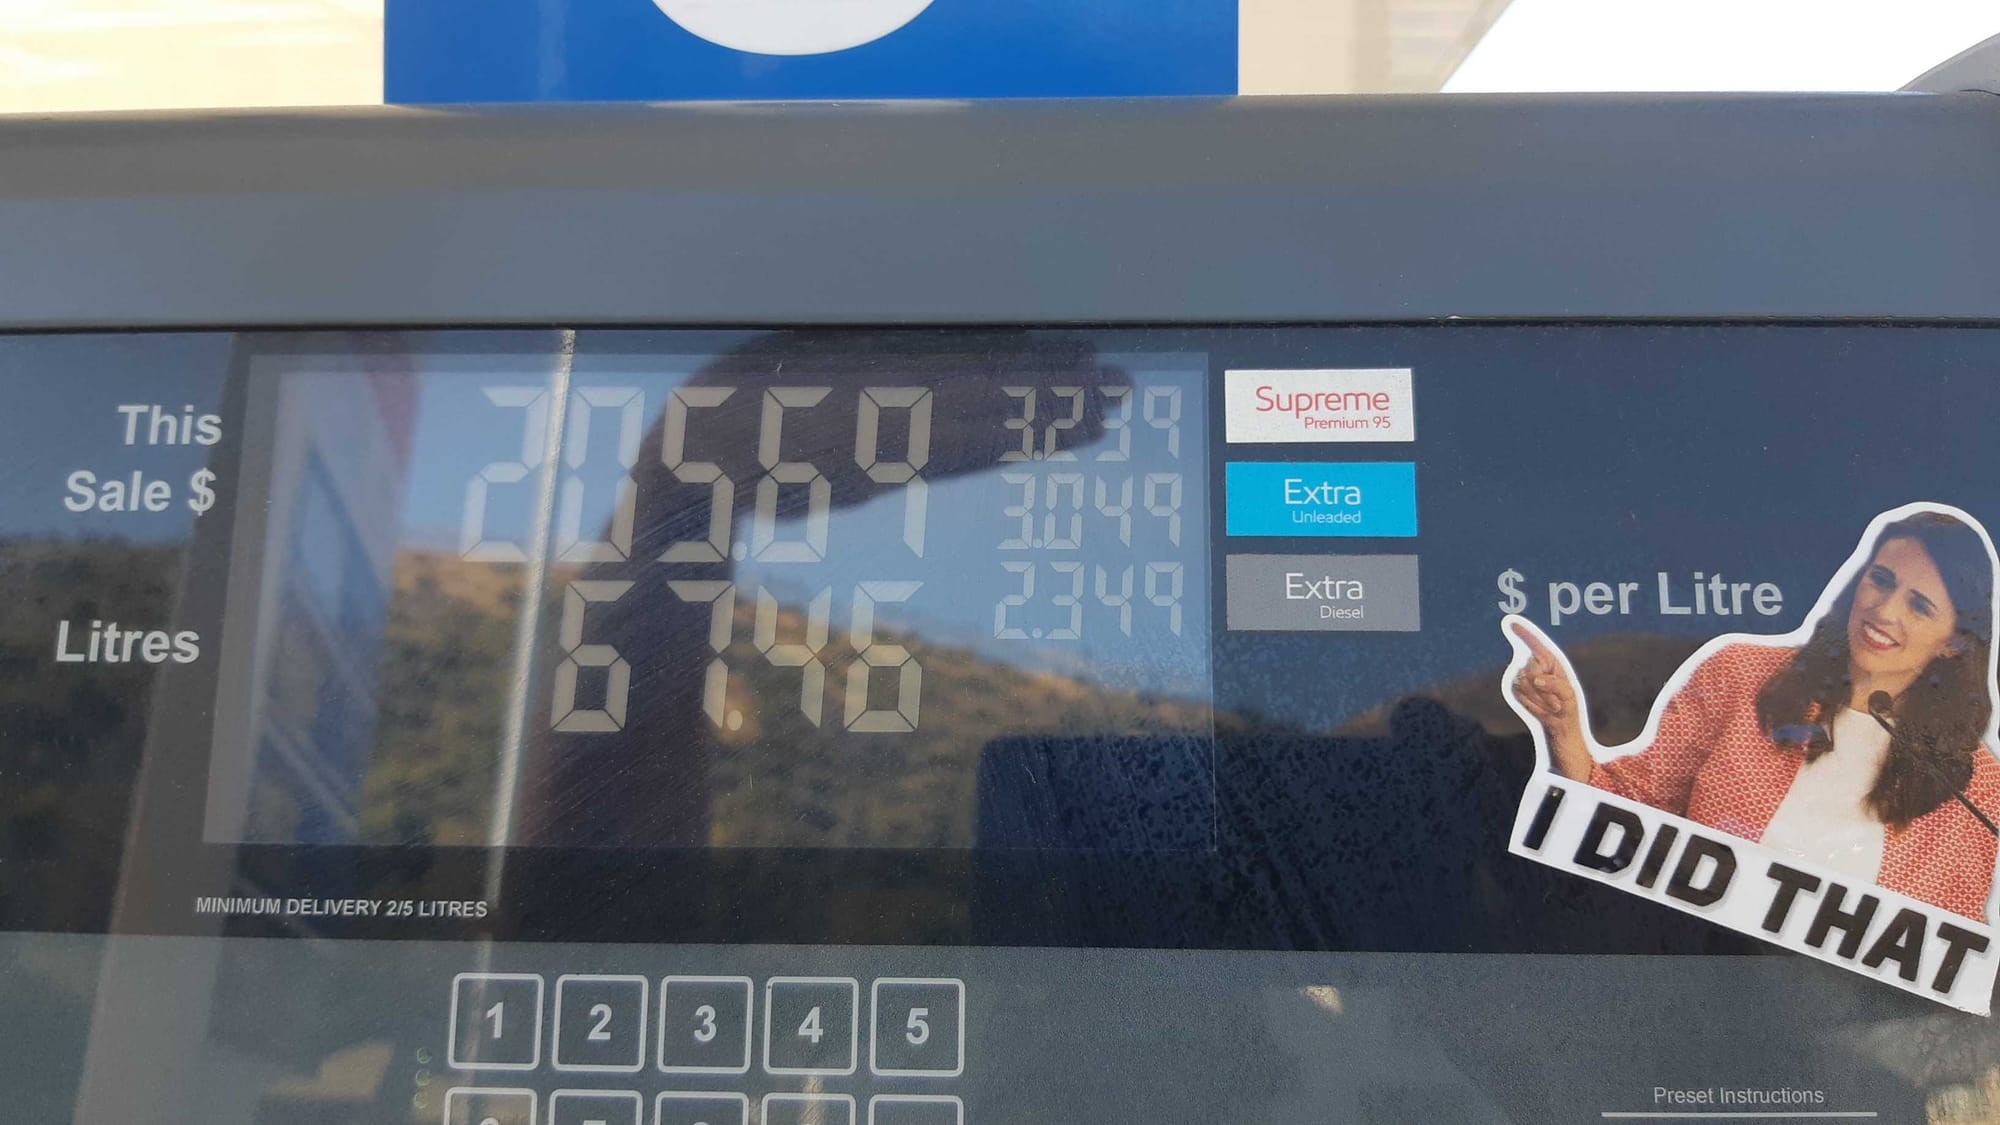 This
Sale $
205.69
3.239
Supreme
Premium 95
3.049
Extra
Unleaded
2.349
Extra
Diesel
$ per Litre
Litres
67.46
I DID THAT
MINIMUM DELIVERY 2/5 LITRES
1 2 3 4 5
Preset Instructions